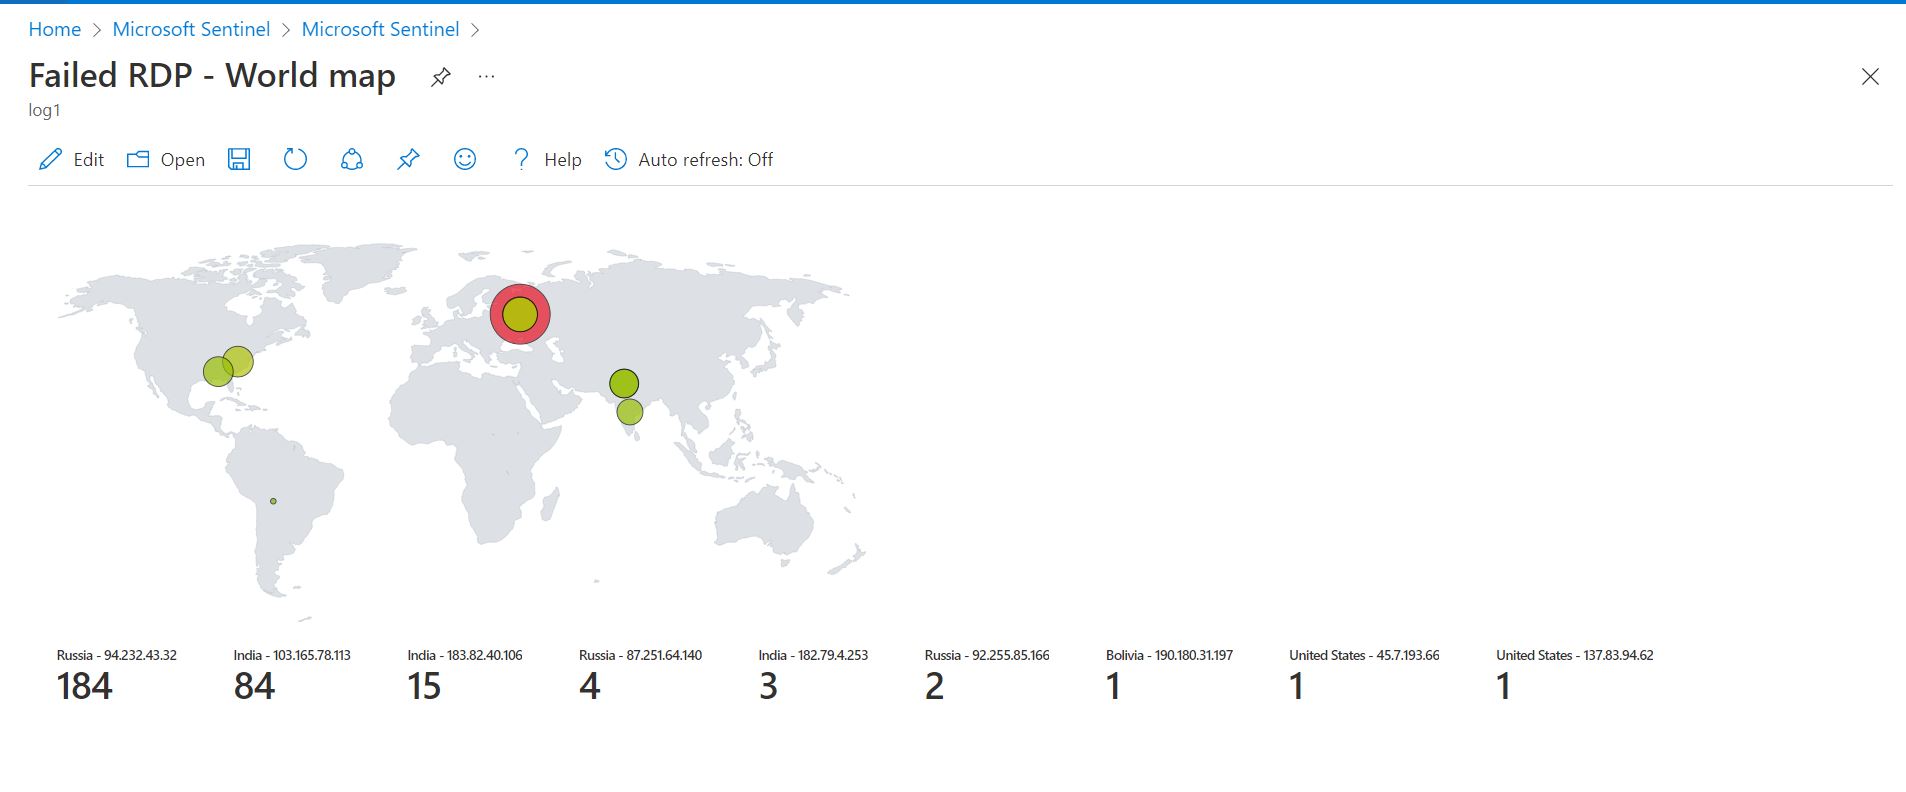 Home > Microsoft Sentinel > Microsoft Sentinel >
Failed RDP - World map ...
log1
Edit Open ? Help Auto refresh: Off
Russia - 94.232.43.32 India - 103.165.78.113 India - 183.82.40.106 Russia - 87.251.64.140 India - 182.79.4.253 Russia - 92.255.85.166 Bolivia - 190.180.31.197 United States - 45.7.193.66 United States - 137.83.94.62
184 84 15 4 3 2 1 1 1